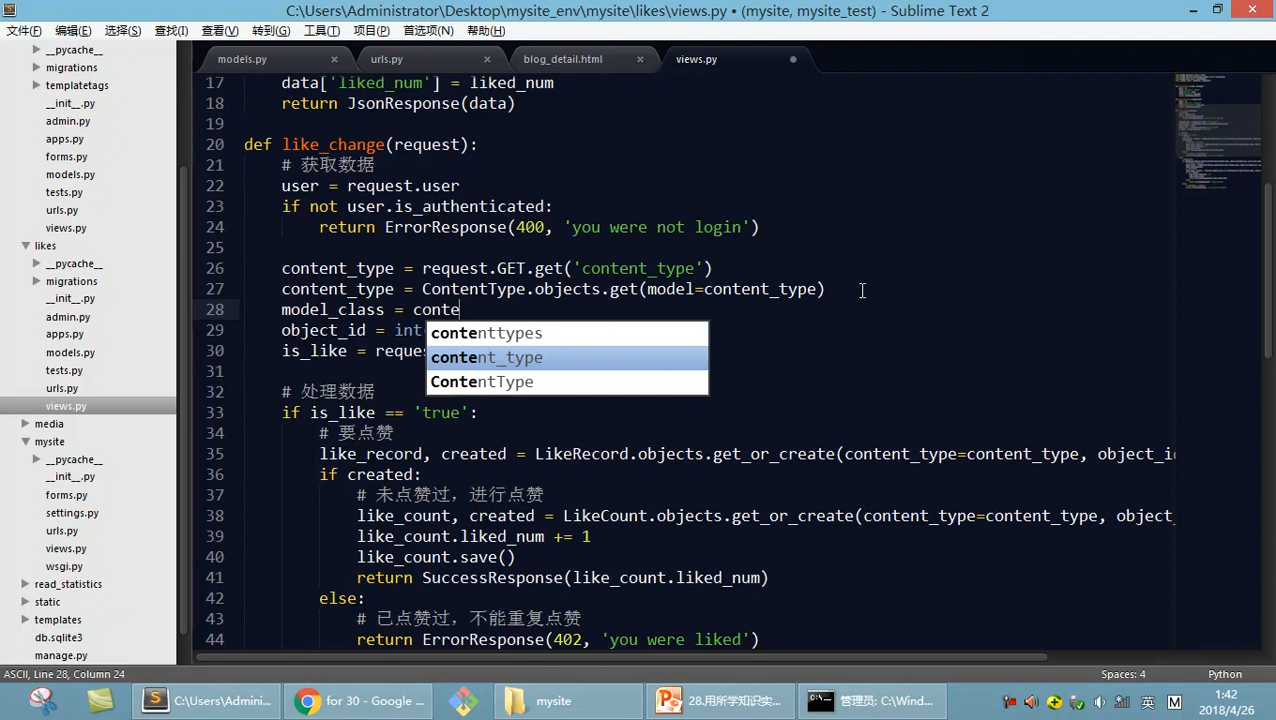 C:\Users\Administrator\Desktop\mysite_env\mysite\likes\views.py • (mysite, mysite_test) - Sublime Text 2
文件(F) 编辑(E) 选择(S) 查找(I) 查看(V) 转到(G) 工具(T) 项目(P) 首选项(N) 帮助(H)
models.py urls.py blog_detail.html views.py
__pycache__
migrations
templatetags
__init__.py
admin.py
apps.py
forms.py
models.py
tests.py
urls.py
views.py
likes
__pycache__
migrations
__init__.py
admin.py
apps.py
models.py
tests.py
urls.py
views.py
media
mysite
__pycache__
__init__.py
forms.py
settings.py
urls.py
views.py
wsgi.py
read_statistics
static
templates
db.sqlite3
manage.py
17 data['liked_num'] = liked_num
18 return JsonResponse(data)
19
20 def like_change(request):
21 # 获取数据
22 user = request.user
23 if not user.is_authenticated:
24 return ErrorResponse(400, 'you were not login')
25
26 content_type = request.GET.get('content_type')
27 content_type = ContentType.objects.get(model=content_type)
28 model_class = conte
29 object_id = int
30 is_like = reque
contenttypes
content_type
ContentType
31
32 # 处理数据
33 if is_like == 'true':
34 # 要点赞
35 like_record, created = LikeRecord.objects.get_or_create(content_type=content_type, object_i
36 if created:
37 # 未点赞过，进行点赞
38 like_count, created = LikeCount.objects.get_or_create(content_type=content_type, object_
39 like_count.liked_num += 1
40 like_count.save()
41 return SuccessResponse(like_count.liked_num)
42 else:
43 # 已点赞过，不能重复点赞
44 return ErrorResponse(402, 'you were liked')
ASCII, Line 28, Column 24 Spaces: 4 Python
C:\Users\Admini... for 30 - Google ... mysite 28.用所学知识实... 管理员: C:\Wind... 英 M 1:42
2018/4/26